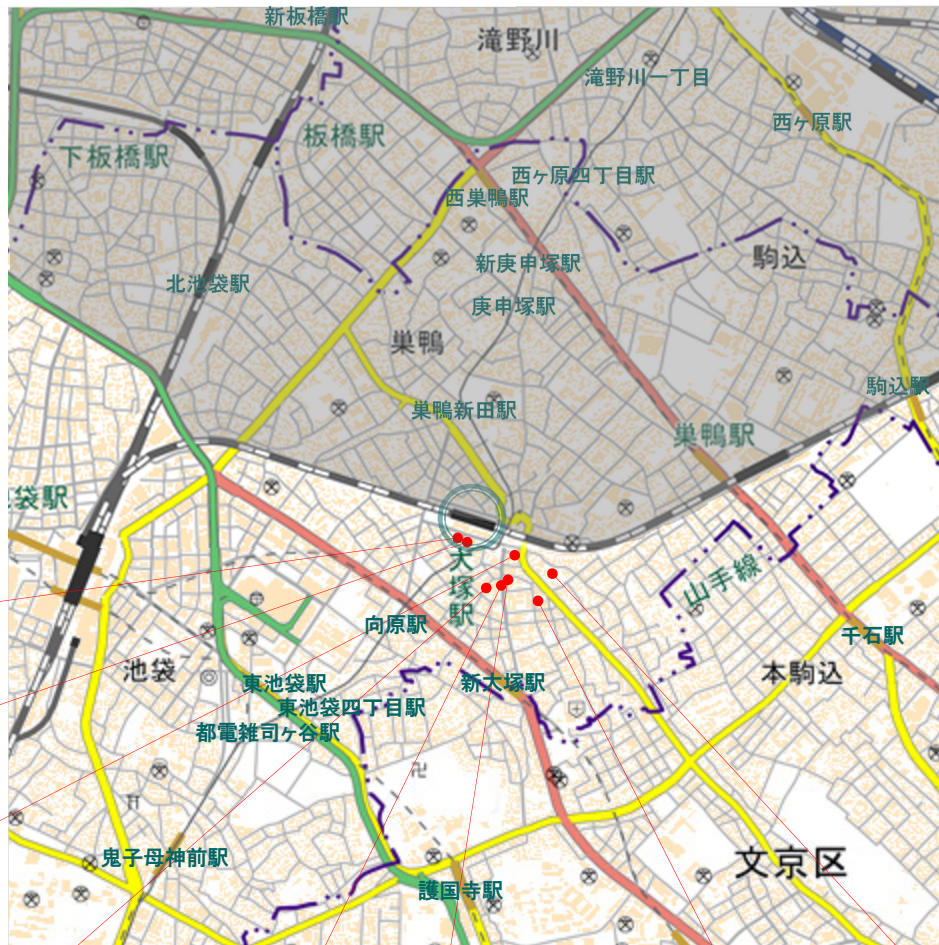 新板橋駅
滝野川
滝野川一丁目
西ヶ原駅
板橋駅
下板橋駅
西ヶ原四丁目駅
西巣鴨駅
駒込
新庚申塚駅
北池袋駅
庚申塚駅
巣鴨
駒込駅
巣鴨新田駅
巣鴨駅
袋駅
大塚駅
山手線
向原駅
千石駅
池袋
本駒込
東池袋駅
新大塚駅
東池袋四丁目駅
都電雑司ヶ谷駅
卍
鬼子母神前駅
文京区
護国寺駅